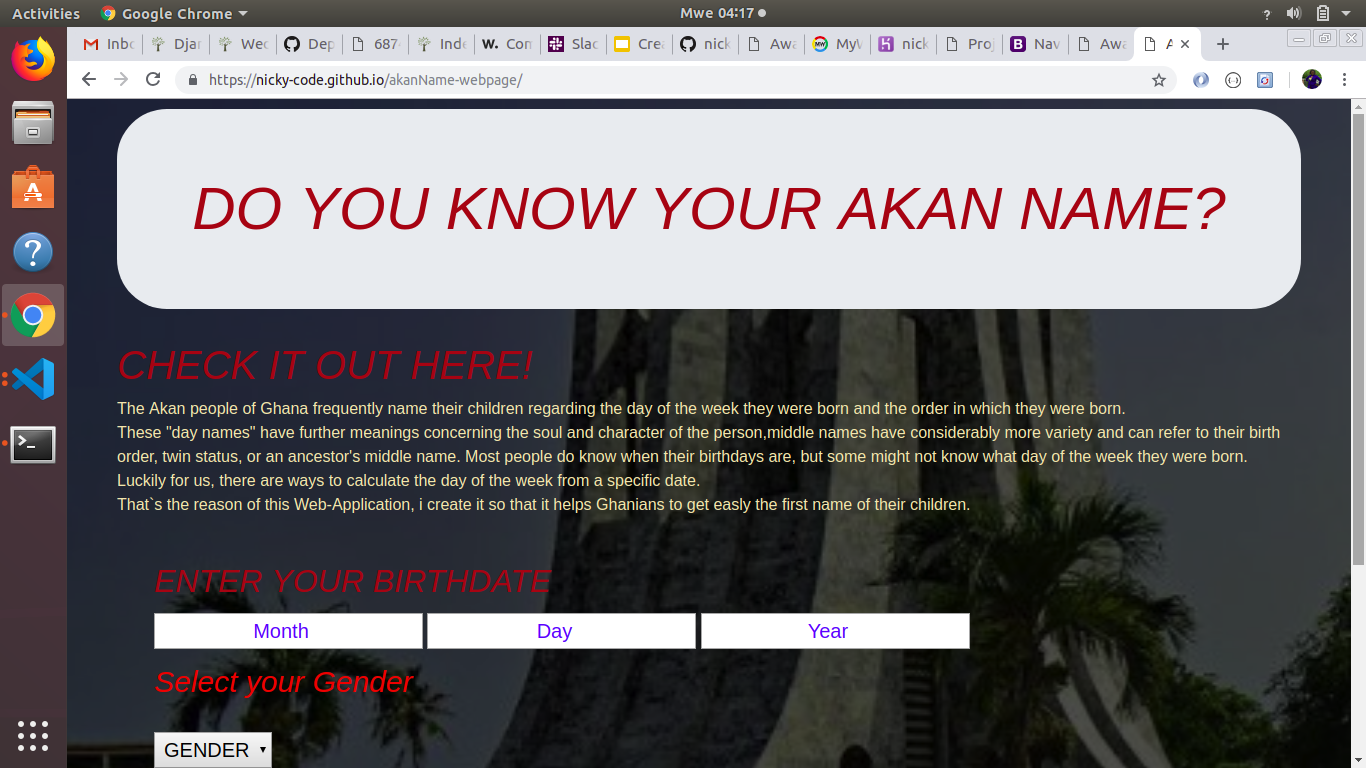 Activities Google Chrome Mwe 04:17
Inbo Djan Wec Dep 687 Inde Con Slac Crea nick Awa MyW nick Proj Nav Awa A
https://nicky-code.github.io/akanName-webpage/
DO YOU KNOW YOUR AKAN NAME?
CHECK IT OUT HERE!
The Akan people of Ghana frequently name their children regarding the day of the week they were born and the order in which they were born.
These "day names" have further meanings concerning the soul and character of the person,middle names have considerably more variety and can refer to their birth
order, twin status, or an ancestor's middle name. Most people do know when their birthdays are, but some might not know what day of the week they were born.
Luckily for us, there are ways to calculate the day of the week from a specific date.
That`s the reason of this Web-Application, i create it so that it helps Ghanians to get easly the first name of their children.
ENTER YOUR BIRTHDATE
Month Day Year
Select your Gender
GENDER